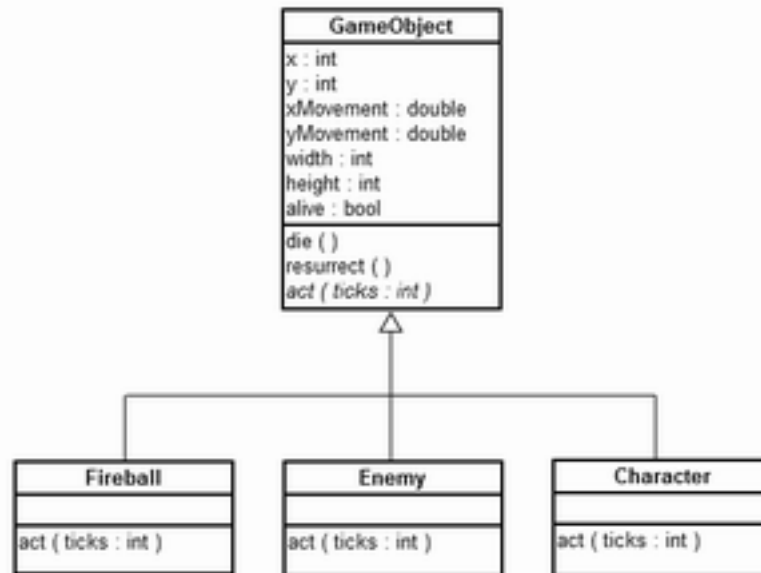 GameObject
x : int
y : int
xMovement : double
yMovement : double
width : int
height : int
alive : bool
die ( )
resurrect ( )
act ( ticks : int )
Fireball
act ( ticks : int )
Enemy
act ( ticks : int )
Character
act ( ticks : int )